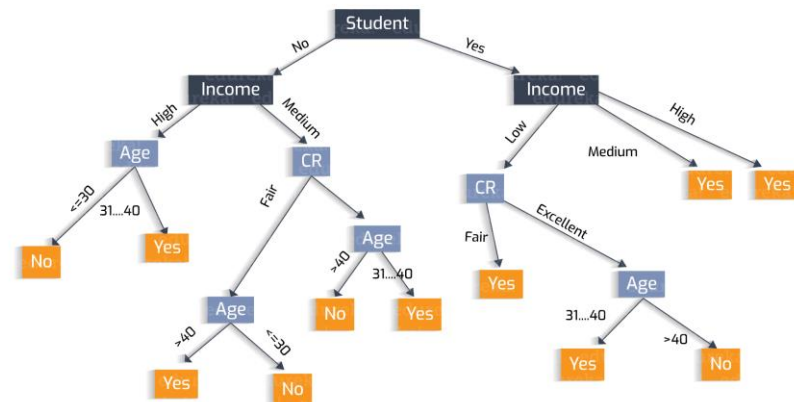 Student
No
Yes
Income
Income
High
Medium
Low
Medium
High
Age
CR
CR
Yes
Yes
<=30
31....40
Fair
Fair
Excellent
No
Yes
Age
Yes
Age
>40
31....40
31....40
>40
Age
No
Yes
Yes
No
>40
<=30
Yes
No